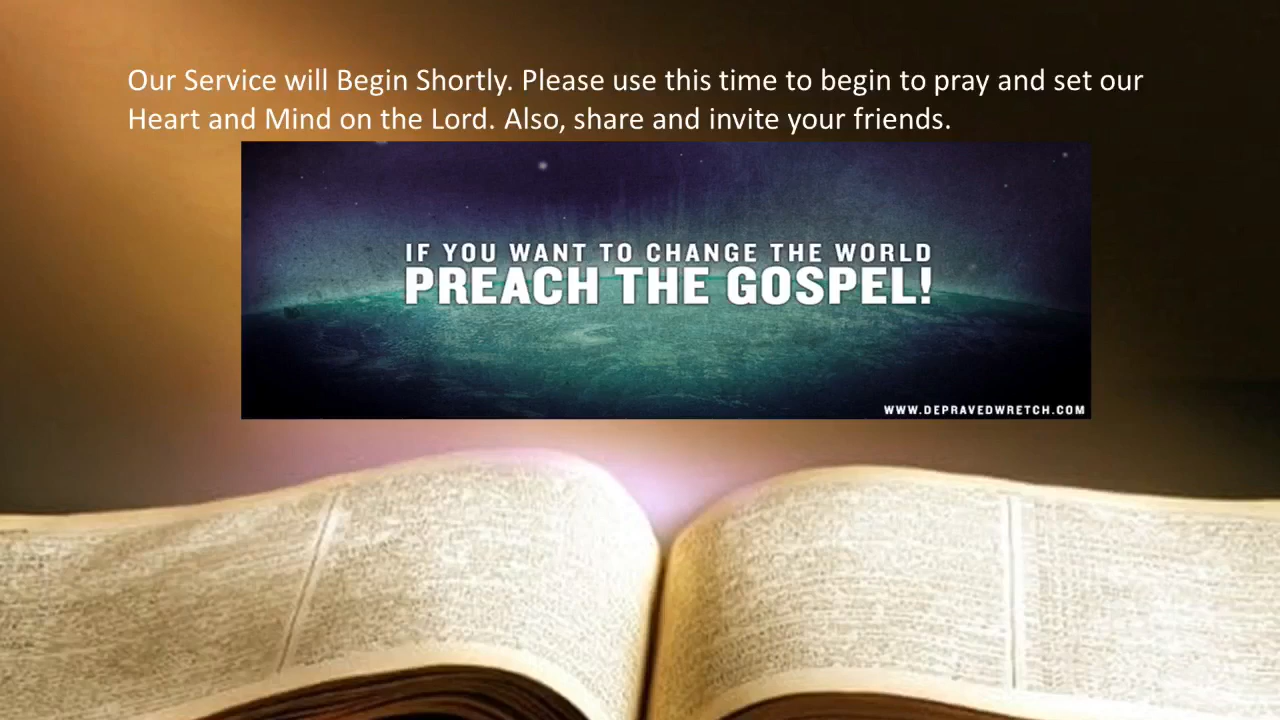 Our Service will Begin Shortly. Please use this time to begin to pray and set our
Heart and Mind on the Lord. Also, share and invite your friends.
IF YOU WANT TO CHANGE THE WORLD
PREACH THE GOSPEL!
WWW.DEPRAVEDWRETCH.COM